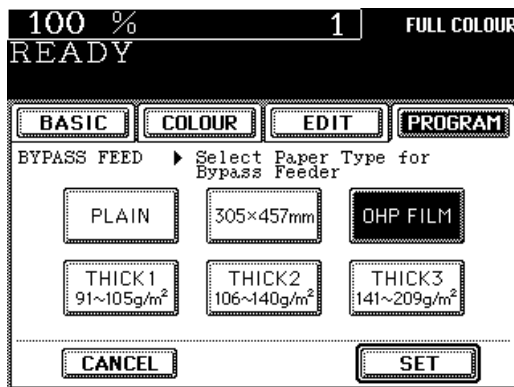 100 % 1 FULL COLOUR
READY
BASIC COLOUR EDIT PROGRAM
BYPASS FEED ▶ Select Paper Type for
Bypass Feeder
PLAIN 305×457mm OHP FILM
THICK1 THICK2 THICK3
91~105g/m² 106~140g/m² 141~209g/m²
CANCEL SET